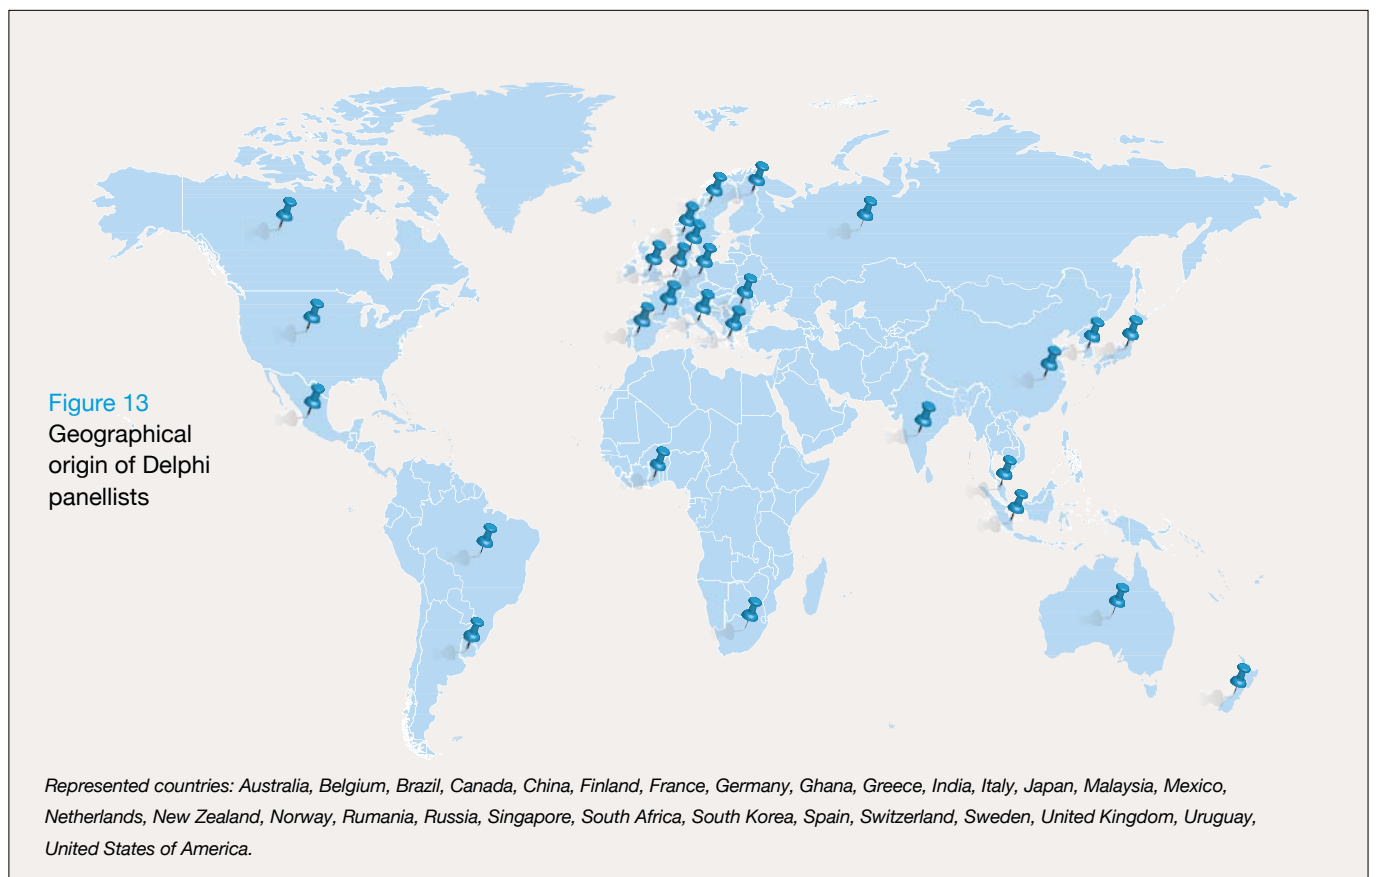 Figure 13
Geographical
origin of Delphi
panellists
Represented countries: Australia, Belgium, Brazil, Canada, China, Finland, France, Germany, Ghana, Greece, India, Italy, Japan, Malaysia, Mexico,
Netherlands, New Zealand, Norway, Rumania, Russia, Singapore, South Africa, South Korea, Spain, Switzerland, Sweden, United Kingdom, Uruguay,
United States of America.